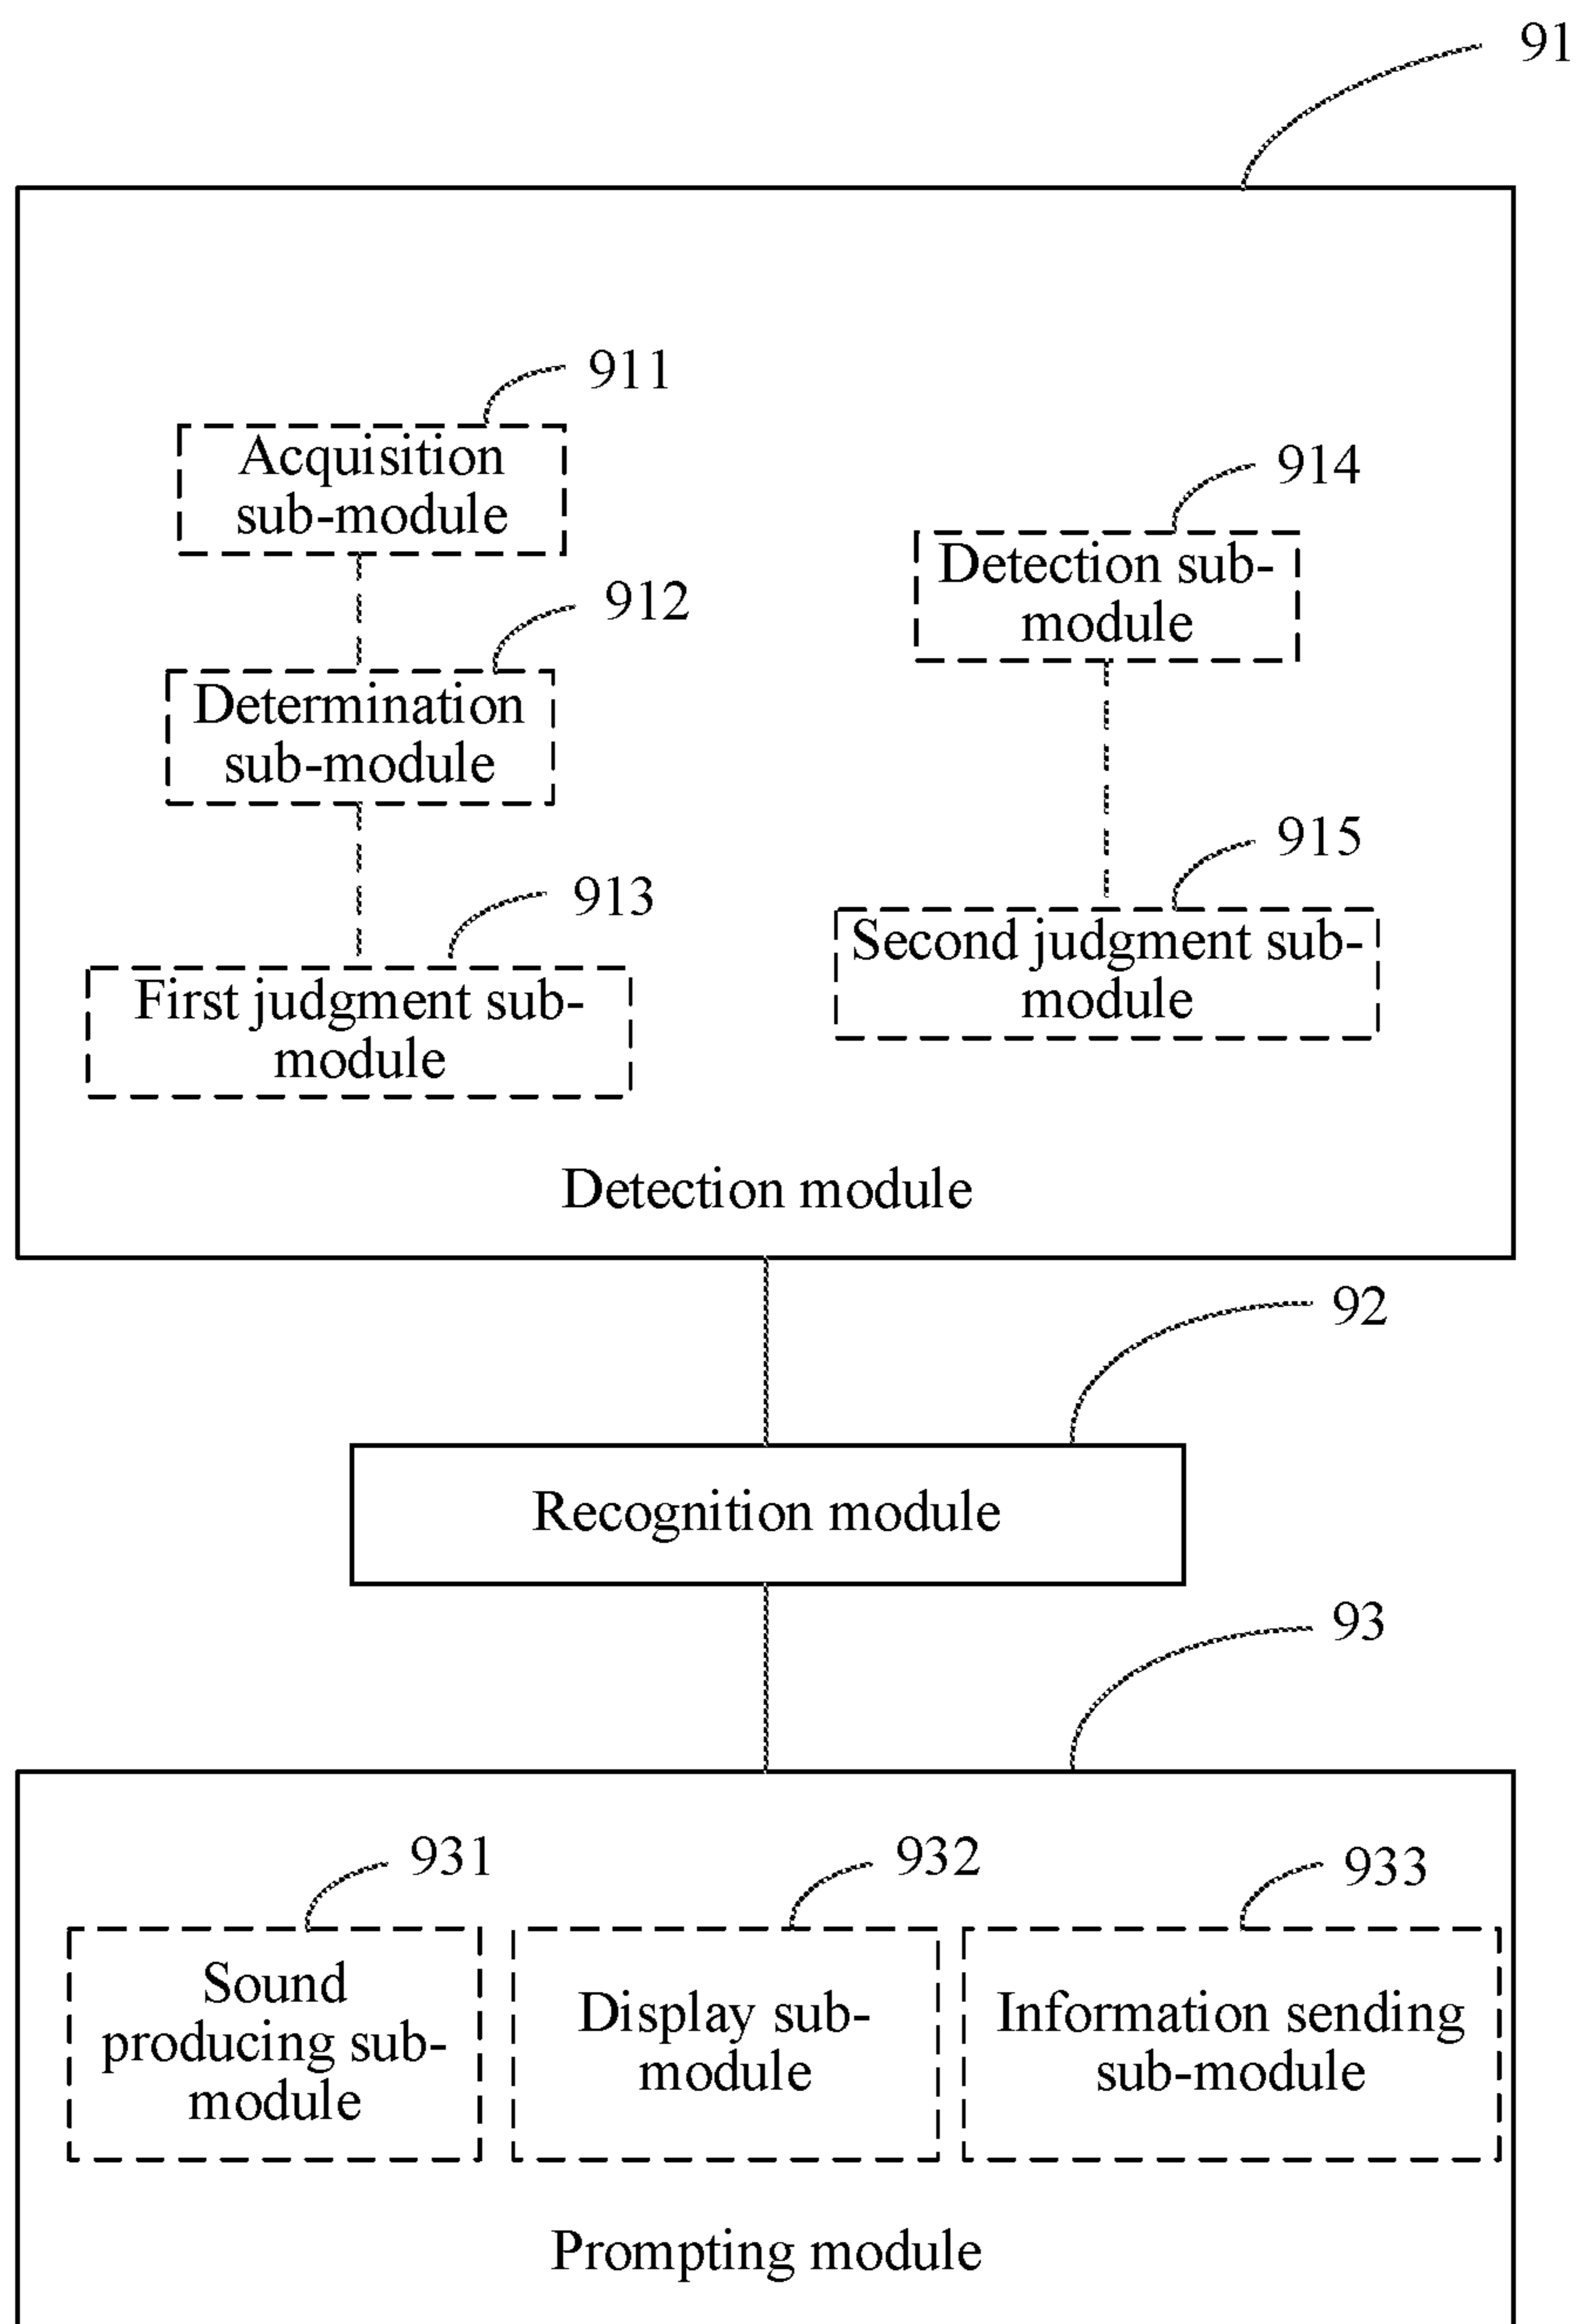 91
911
Acquisition
sub-module
914
Detection sub-
module
912
Determination
sub-module
915
Second judgment sub-
module
913
First judgment sub-
module
Detection module
92
Recognition module
93
931
Sound
producing sub-
module
932
Display sub-
module
933
Information sending
sub-module
Prompting module